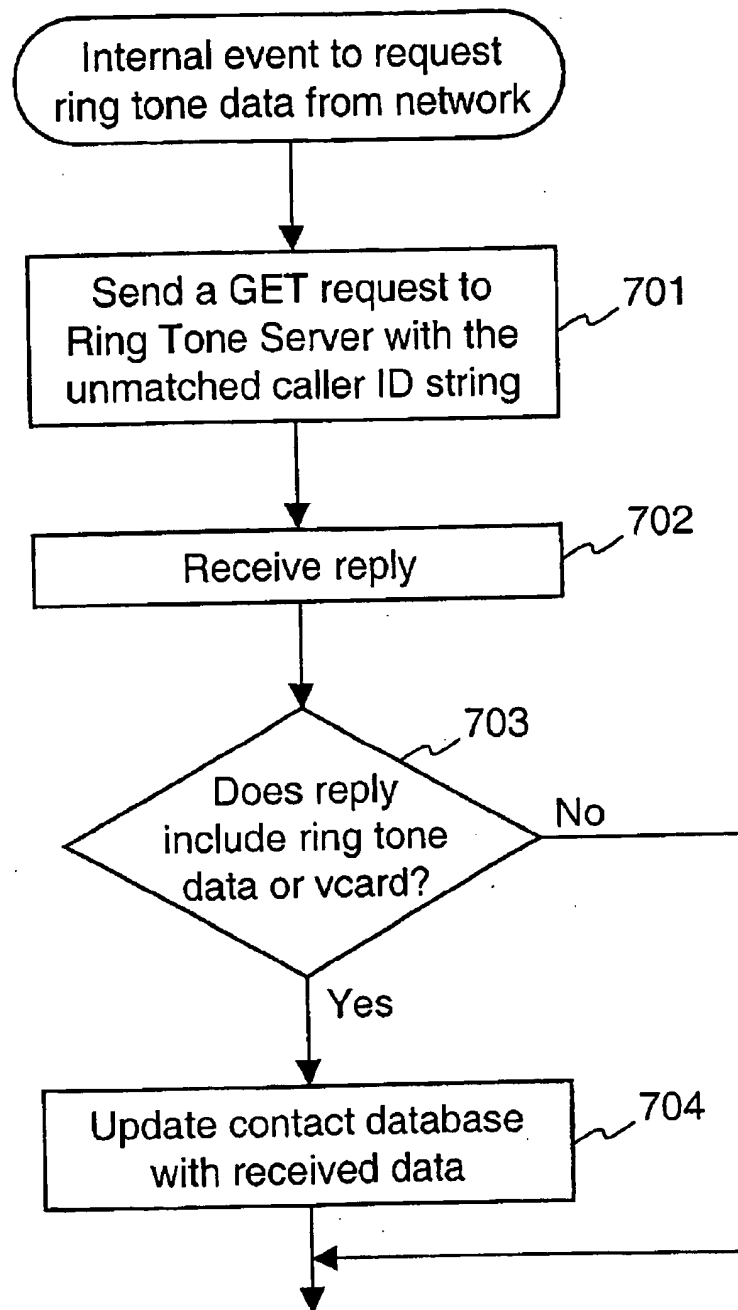 Internal event to request
ring tone data from network
Send a GET request to
Ring Tone Server with the
unmatched caller ID string
701
Receive reply
702
703
Does reply
include ring tone
data or vcard?
No
Yes
Update contact database
with received data
704